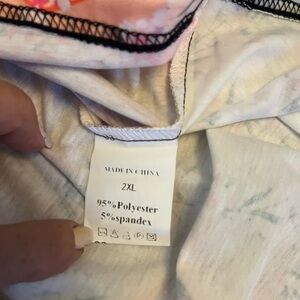 MADE IN CHINA
2XL
95%Polyester
5%spandex